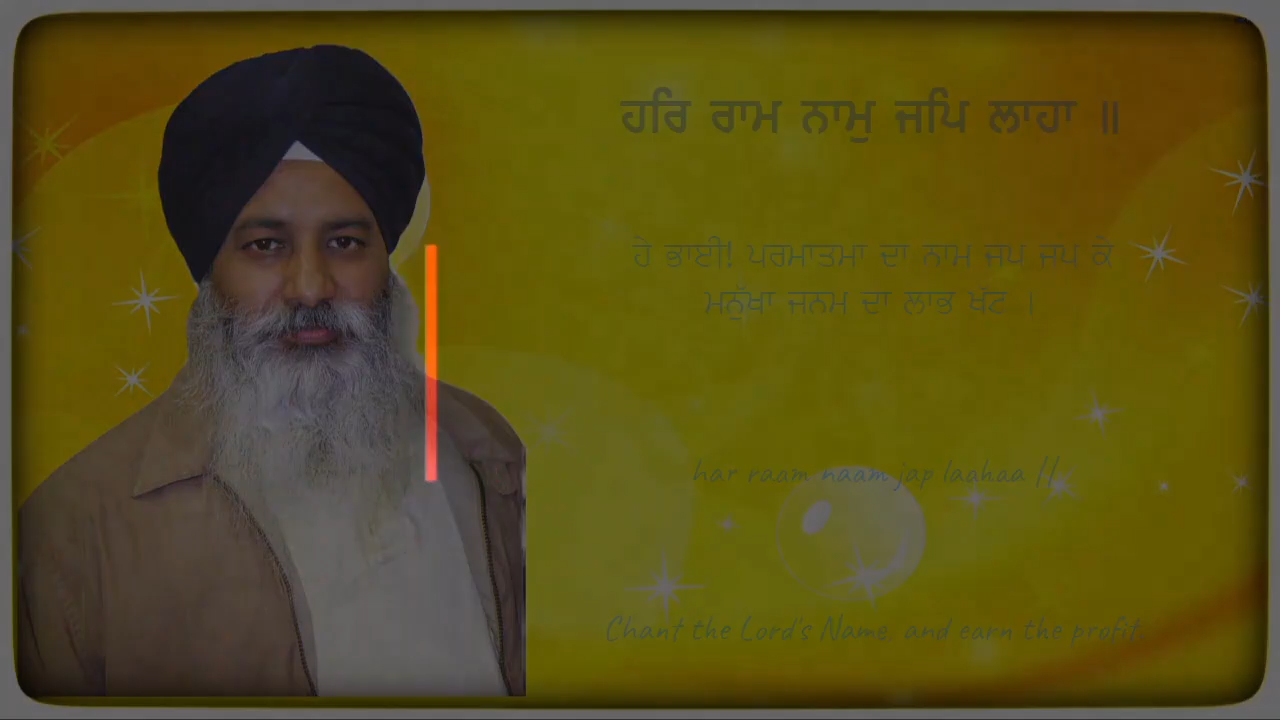 ਹਰਿ ਰਾਮ ਨਾਮੁ ਜਪਿ ਲਾਹਾ ॥
ਹੇ ਭਾਈ! ਪਰਮਾਤਮਾ ਦਾ ਨਾਮ ਜਪ ਜਪ ਕੇ
ਮਨੁੱਖਾ ਜਨਮ ਦਾ ਲਾਭ ਖੱਟ ।
har raam naam jap laahaa ||
Chant the Lord's Name, and earn the profit.